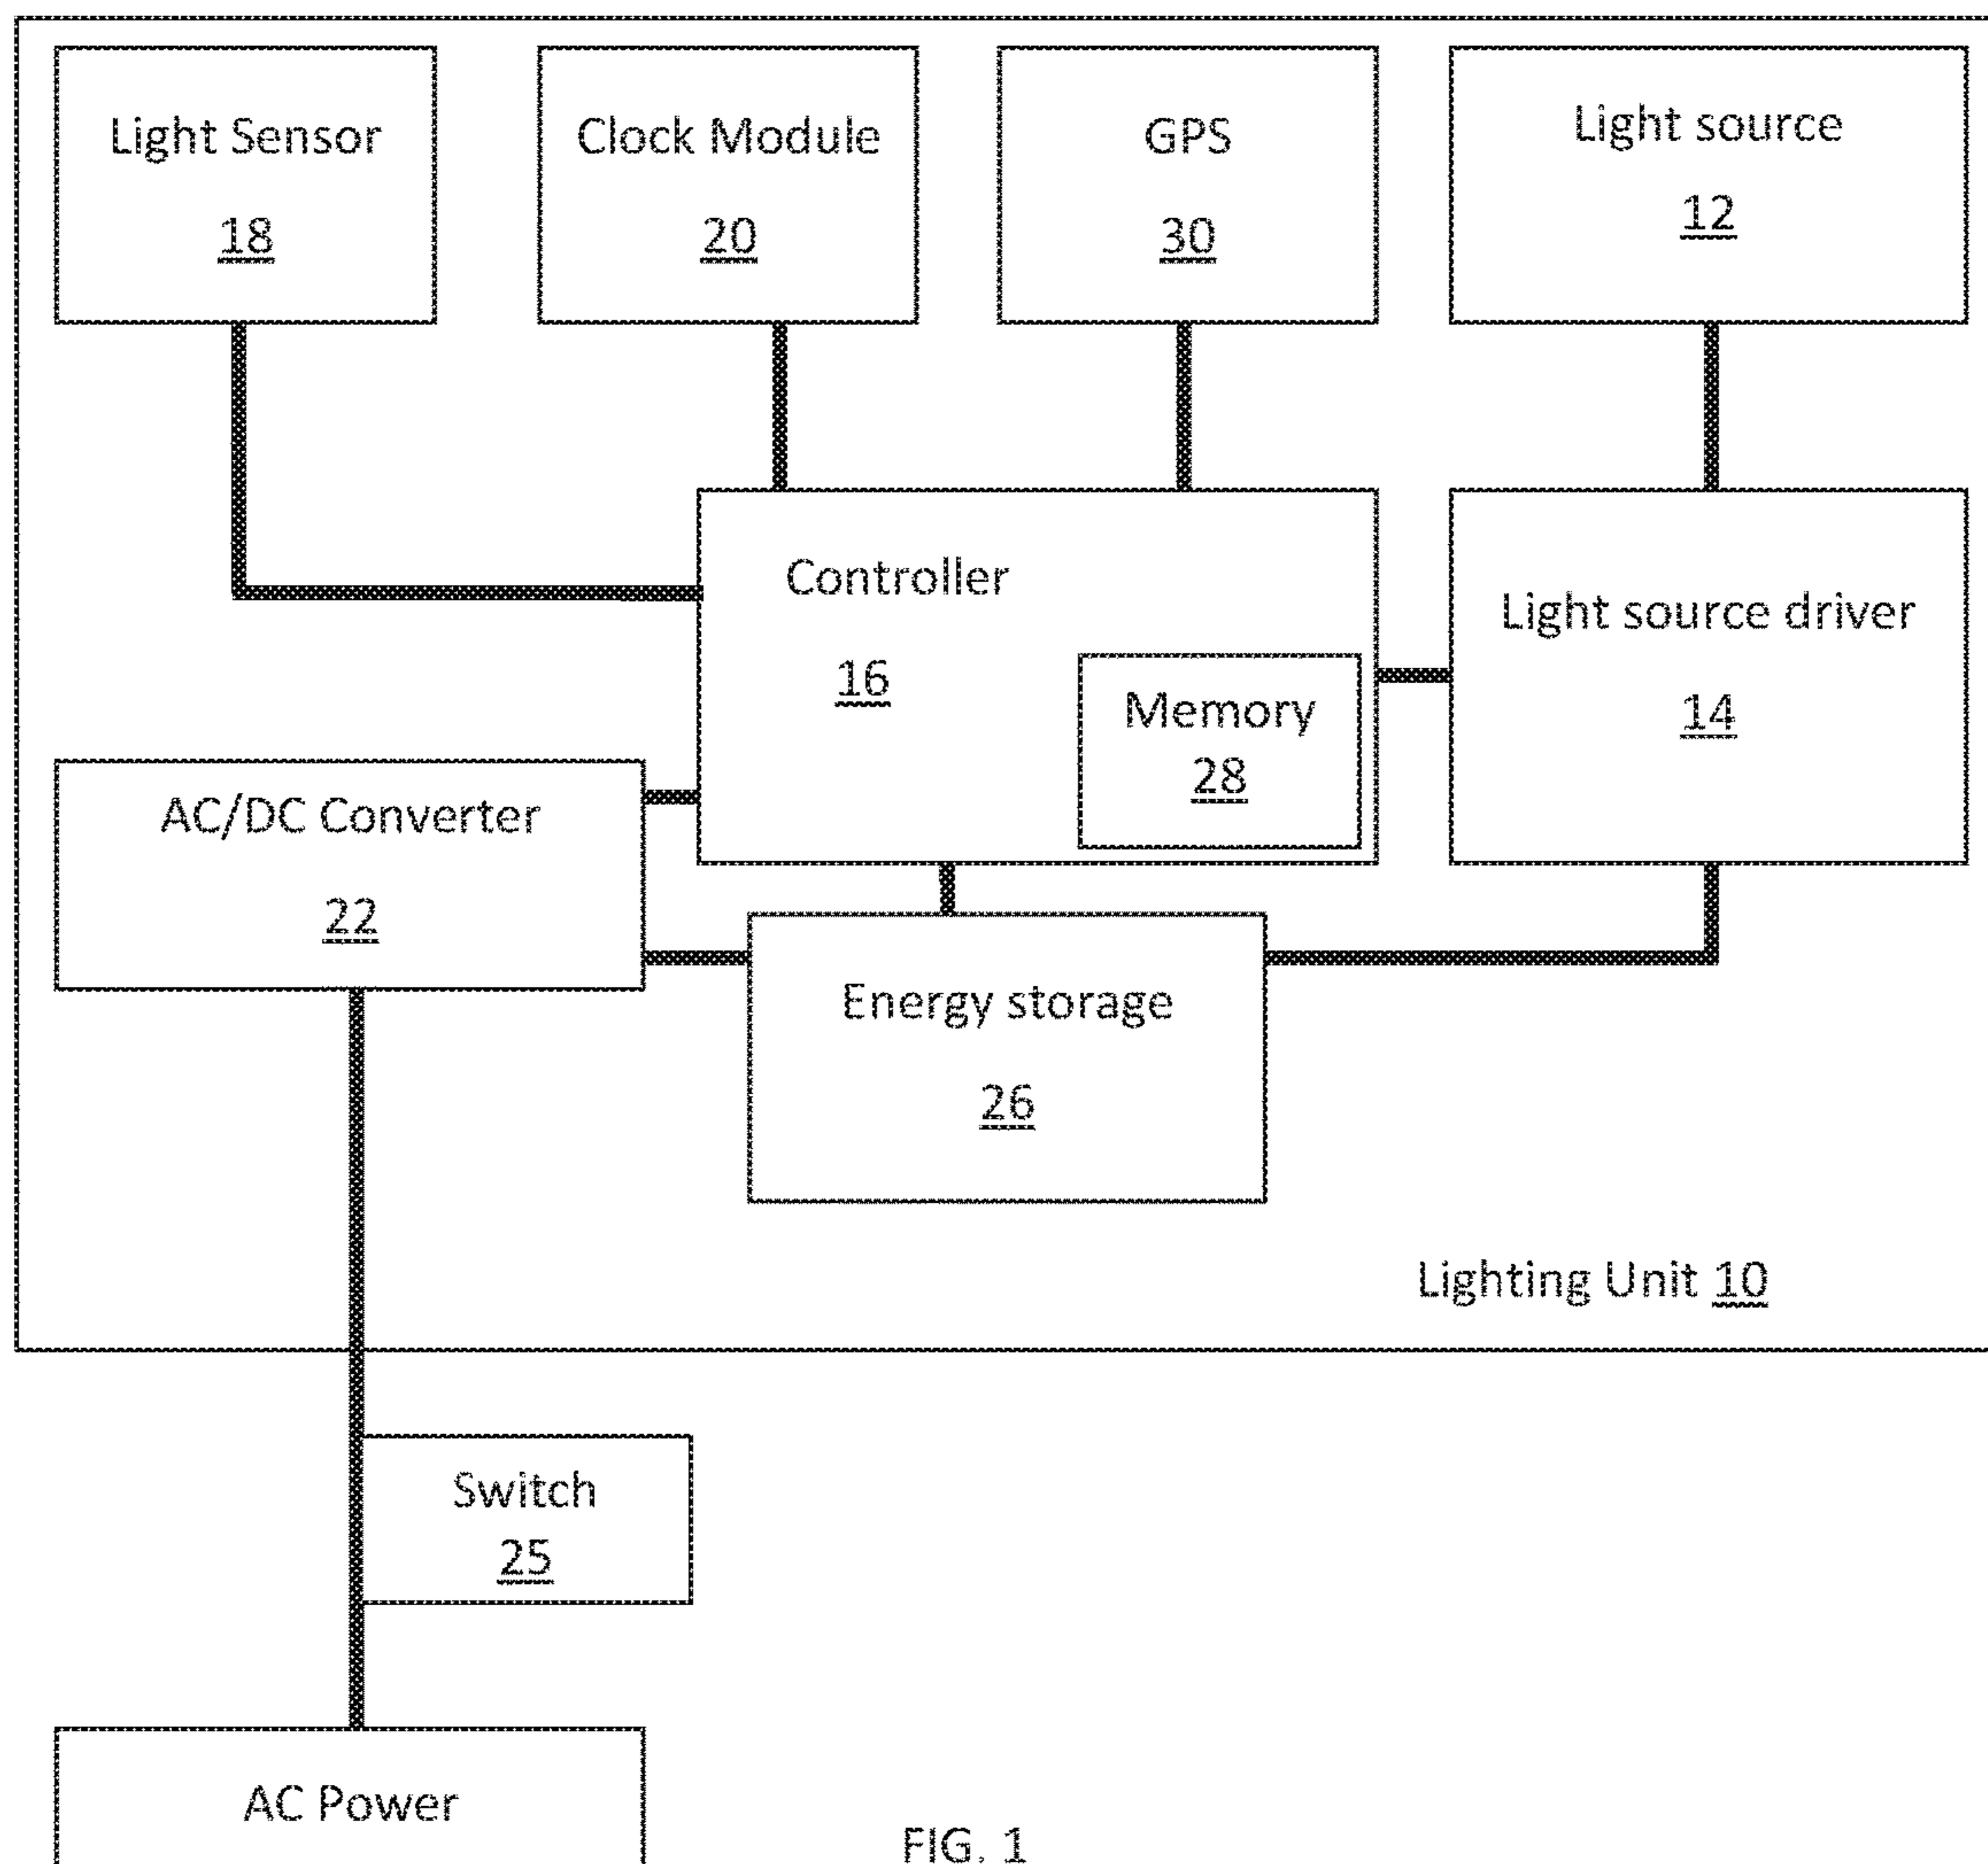 Light Sensor
18
Clock Module
20
GPS
30
Light source
12
Controller
16
Memory
28
Light source driver
14
AC/DC Converter
22
Energy storage
26
Lighting Unit 10
Switch
25
AC Power
FIG. 1